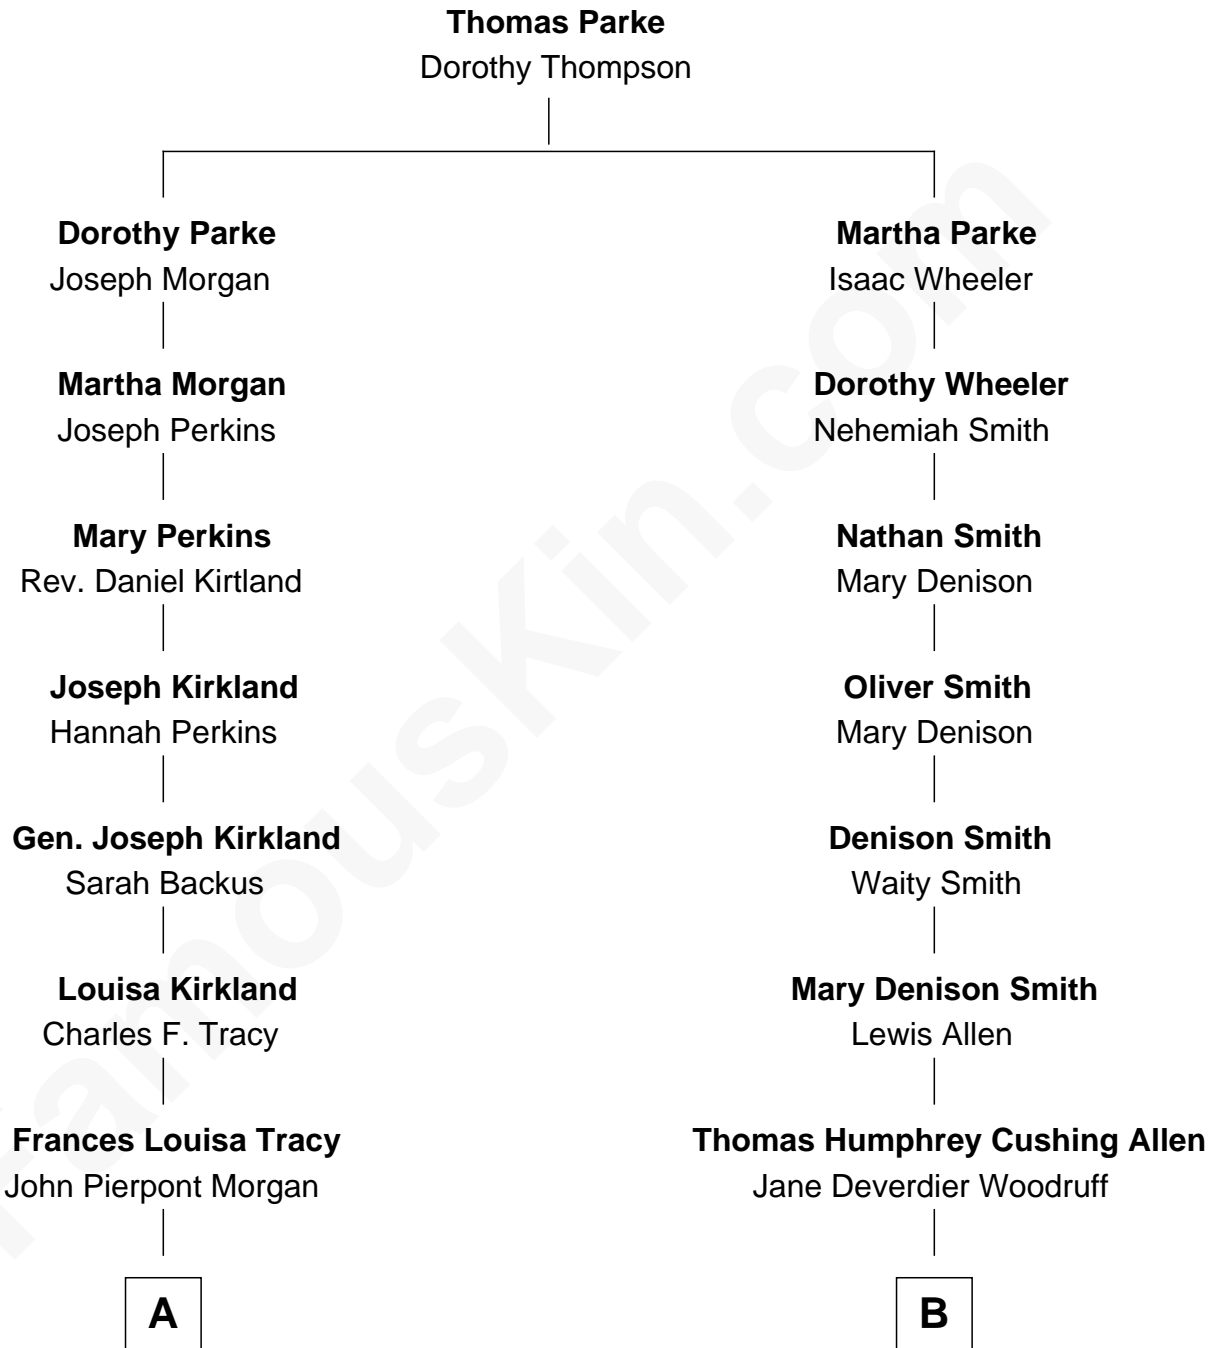 Thomas Parke
Dorothy Thompson
Dorothy Parke
Joseph Morgan
Martha Parke
Isaac Wheeler
Martha Morgan
Joseph Perkins
Dorothy Wheeler
Nehemiah Smith
Mary Perkins
Rev. Daniel Kirtland
Nathan Smith
Mary Denison
Joseph Kirkland
Hannah Perkins
Oliver Smith
Mary Denison
Gen. Joseph Kirkland
Sarah Backus
Denison Smith
Waity Smith
Louisa Kirkland
Charles F. Tracy
Mary Denison Smith
Lewis Allen
Frances Louisa Tracy
John Pierpont Morgan
Thomas Humphrey Cushing Allen
Jane Deverdier Woodruff
A
B
FamousKin.com